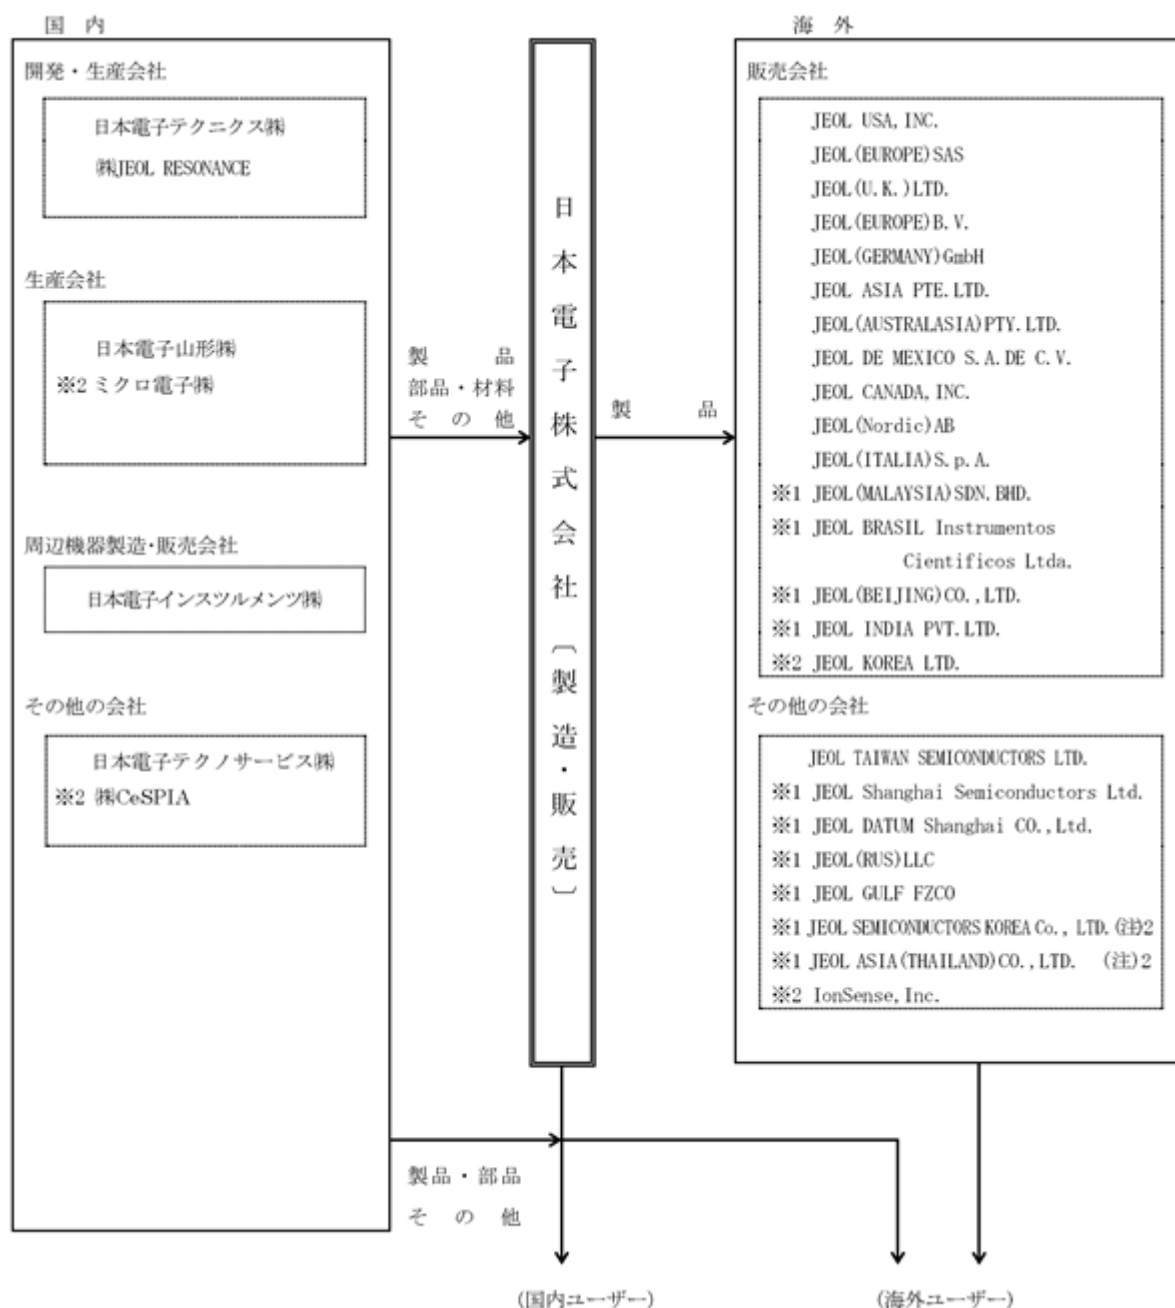 国 内
開発・生産会社
日本電子テクニクス㈱
㈱JEOL RESONANCE
生産会社
日本電子山形㈱
※2 ミクロ電子㈱
周辺機器製造・販売会社
日本電子インスツルメンツ㈱
その他の会社
日本電子テクノサービス㈱
※2 ㈱CeSPIA
製 品
部品・材料
そ の 他
日本電子株式会社〔製造・販売〕
製 品
海 外
販売会社
JEOL USA,INC.
JEOL(EUROPE)SAS
JEOL(U.K.)LTD.
JEOL(EUROPE)B.V.
JEOL(GERMANY)GmbH
JEOL ASIA PTE.LTD.
JEOL(AUSTRALASIA)PTY.LTD.
JEOL DE MEXICO S.A.DE C.V.
JEOL CANADA,INC.
JEOL(Nordic)AB
JEOL(ITALIA)S.p.A.
※1 JEOL(MALAYSIA)SDN.BHD.
※1 JEOL BRASIL Instrumentos
Cientificos Ltda.
※1 JEOL(BEIJING)CO.,LTD.
※1 JEOL INDIA PVT.LTD.
※2 JEOL KOREA LTD.
その他の会社
JEOL TAIWAN SEMICONDUCTORS LTD.
※1 JEOL Shanghai Semiconductors Ltd.
※1 JEOL DATUM Shanghai CO.,Ltd.
※1 JEOL(RUS)LLC
※1 JEOL GULF FZCO
※1 JEOL SEMICONDUCTORS KOREA Co., LTD.(注)2
※1 JEOL ASIA(THAILAND)CO.,LTD. (注)2
※2 IonSense,Inc.
製品・部品
そ の 他
(国内ユーザー)
(海外ユーザー)